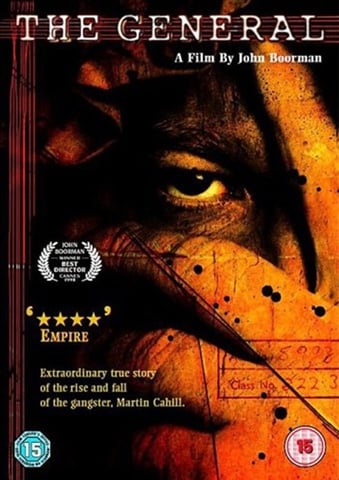 THE GENERAL
A Film By John Boorman
JOHN
BOORMAN
WINNER
BEST
DIRECTOR
CANNES
1998
‘★★★★’
EMPIRE
Extraordinary true story
of the rise and fall
of the gangster, Martin Cahill.
Class No.
15
15